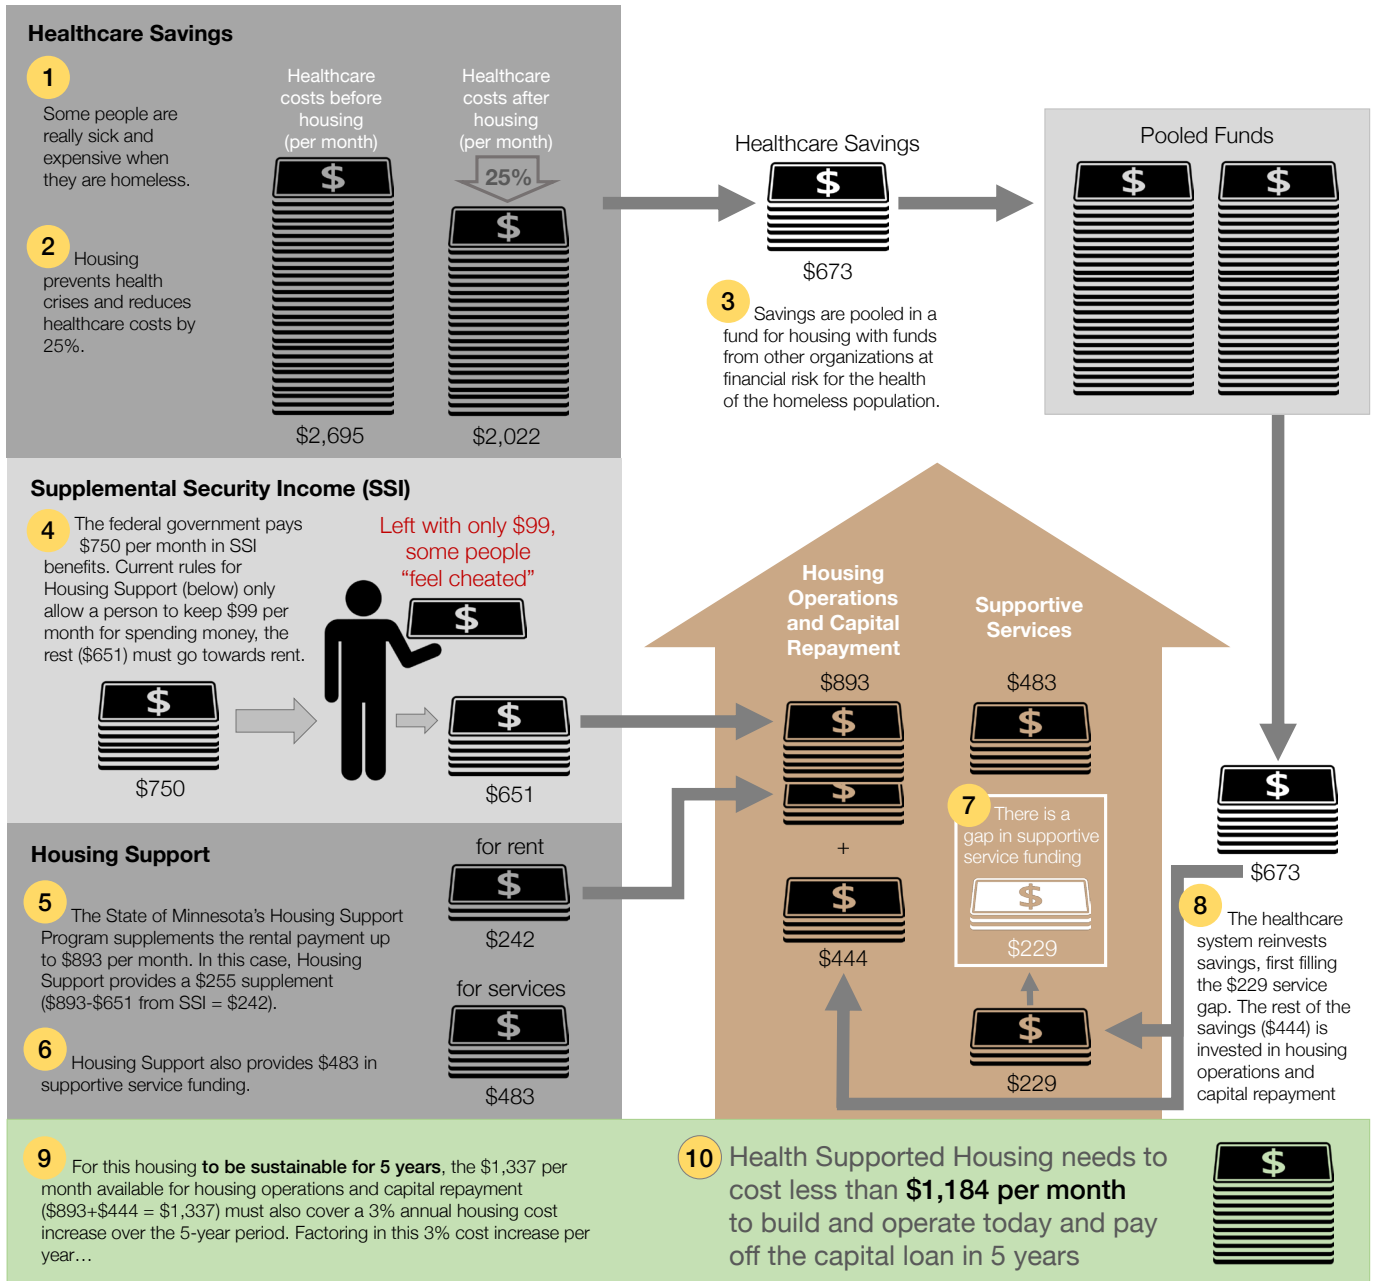 Healthcare Savings
1
Some people are
really sick and
expensive when
they are homeless.
2
Housing
prevents health
crises and reduces
healthcare costs by
25%.
Healthcare
costs before
housing
(per month)
$
$2,695
Healthcare
costs after
housing
(per month)
25%
$
$2,022
Healthcare Savings
$
$673
3
Savings are pooled in a
fund for housing with funds
from other organizations at
financial risk for the health
of the homeless population.
Pooled Funds
$ $
Supplemental Security Income (SSI)
4
The federal government pays
$750 per month in SSI
benefits. Current rules for
Housing Support (below) only
allow a person to keep $99 per
month for spending money, the
rest ($651) must go towards rent.
Left with only $99,
some people
“feel cheated”
$
$
$750
$
$651
Housing Support
5
The State of Minnesota’s Housing Support
Program supplements the rental payment up
to $893 per month. In this case, Housing
Support provides a $255 supplement
($893-$651 from SSI = $242).
6
Housing Support also provides $483 in
supportive service funding.
for rent
$
$242
for services
$
$483
Housing
Operations
and Capital
Repayment
$893
$
$
+
$
$444
Supportive
Services
$483
$
7
There is a
gap in supportive
service funding
$
$229
$
$229
$
$673
8
The healthcare
system reinvests
savings, first filling
the $229 service
gap. The rest of the
savings ($444) is
invested in housing
operations and
capital repayment
9
For this housing to be sustainable for 5 years, the $1,337 per
month available for housing operations and capital repayment
($893+$444 = $1,337) must also cover a 3% annual housing cost
increase over the 5-year period. Factoring in this 3% cost increase per
year…
10
Health Supported Housing needs to
cost less than $1,184 per month
to build and operate today and pay
off the capital loan in 5 years
$